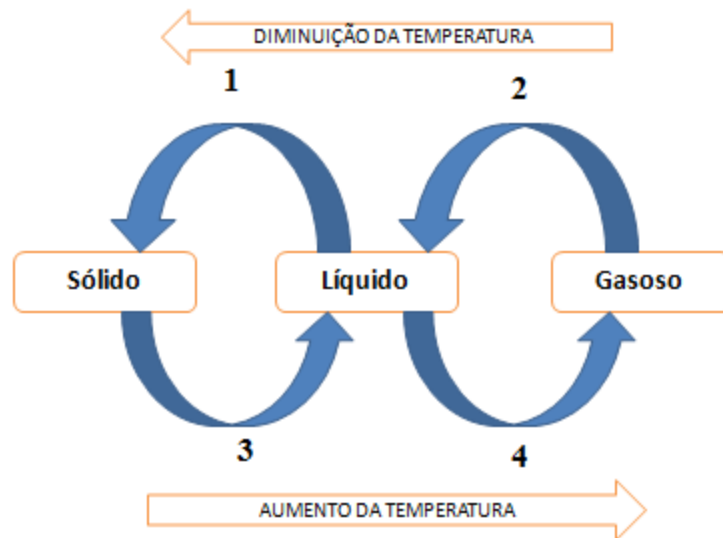 DIMINUIÇÃO DA TEMPERATURA
1 2
Sólido Líquido Gasoso
3 4
AUMENTO DA TEMPERATURA